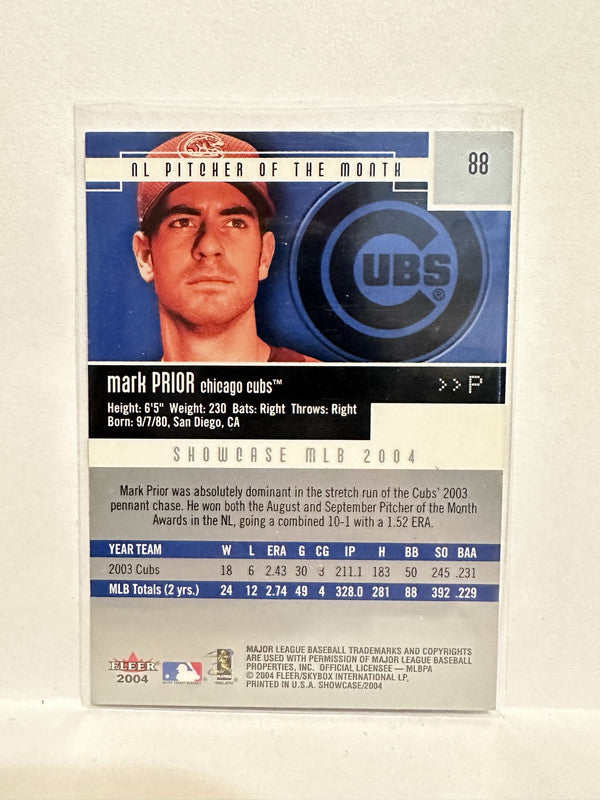 88
NL PITCHER OF THE MONTH
CUBS®
mark PRIOR chicago cubs™ >>P
Height: 6'5" Weight: 230 Bats: Right Throws: Right
Born: 9/7/80, San Diego, CA
SHOWCASE MLB 2004
Mark Prior was absolutely dominant in the stretch run of the Cubs' 2003
pennant chase. He won both the August and September Pitcher of the Month
Awards in the NL, going a combined 10-1 with a 1.52 ERA.
YEAR TEAM W L ERA G CG IP H BB SO BAA
2003 Cubs 18 6 2.43 30 3 211.1 183 50 245 .231
MLB Totals (2 yrs.) 24 12 2.74 49 4 328.0 281 88 392 .229
FLEER
2004
MAJOR LEAGUE BASEBALL TRADEMARKS AND COPYRIGHTS
ARE USED WITH PERMISSION OF MAJOR LEAGUE BASEBALL
PROPERTIES, INC. OFFICIAL LICENSEE — MLBPA
© 2004 FLEER/SKYBOX INTERNATIONAL LP,
PRINTED IN U.S.A. SHOWCASE/2004